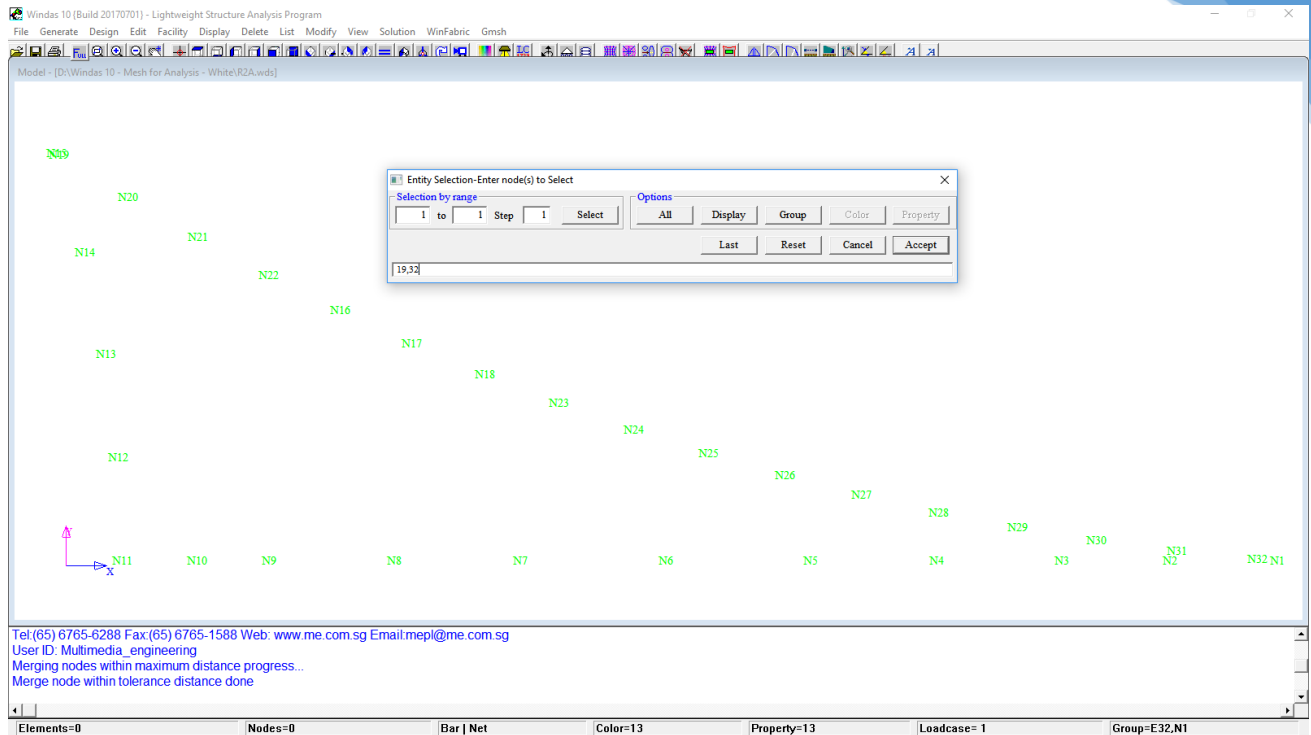 Windas 10 (Build 20170701) - Lightweight Structure Analysis Program
File Generate Design Edit Facility Display Delete List Modify View Solution WinFabric Gmsh
Full LC A A
Model - [D:\Windas 10 - Mesh for Analysis - White\R2A.wds]
N19
N20
N21
N14
N22
N16
N13
N17
N18
N23
N24
N12
N25
N26
N27
N28
N29
N30
N31
Y
X
N11 N10 N9 N8 N7 N6 N5 N4 N3 N2 N32 N1
Entity Selection-Enter node(s) to Select
Selection by range
1 to 1 Step 1 Select
Options
All Display Group Color Property
Last Reset Cancel Accept
19,32
Tel:(65) 6765-6288 Fax:(65) 6765-1588 Web: www.me.com.sg Email:mepl@me.com.sg
User ID: Multimedia_engineering
Merging nodes within maximum distance progress...
Merge node within tolerance distance done
Elements=0 Nodes=0 Bar | Net Color=13 Property=13 Loadcase= 1 Group=E32,N1